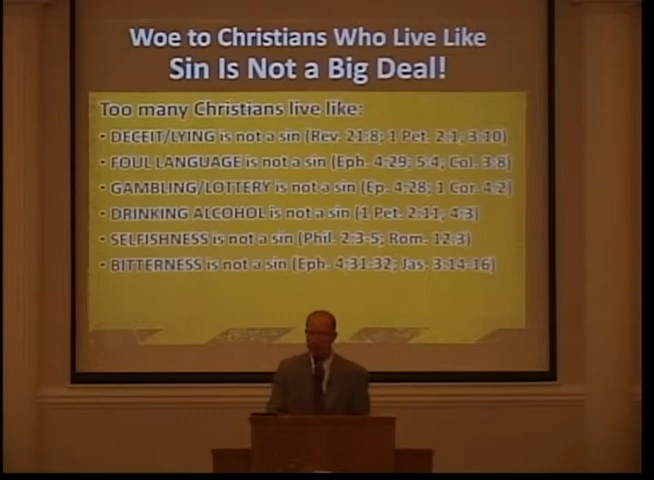 Woe to Christians Who Live Like
Sin Is Not a Big Deal!
Too many Christians live like:
• DECEIT/LYING is not a sin (Rev. 21:8; 1 Pet. 2:1, 3:10)
• FOUL LANGUAGE is not a sin (Eph. 4:29; 5:4, Col. 3:8)
• GAMBLING/LOTTERY is not a sin (Ep. 4:28; 1 Cor. 4:2)
• DRINKING ALCOHOL is not a sin (1 Pet. 2:11, 4:3)
• SELFISHNESS is not a sin (Phil. 2:3-5; Rom. 12:3)
• BITTERNESS is not a sin (Eph. 4:31-32; Jas. 3:14-16)